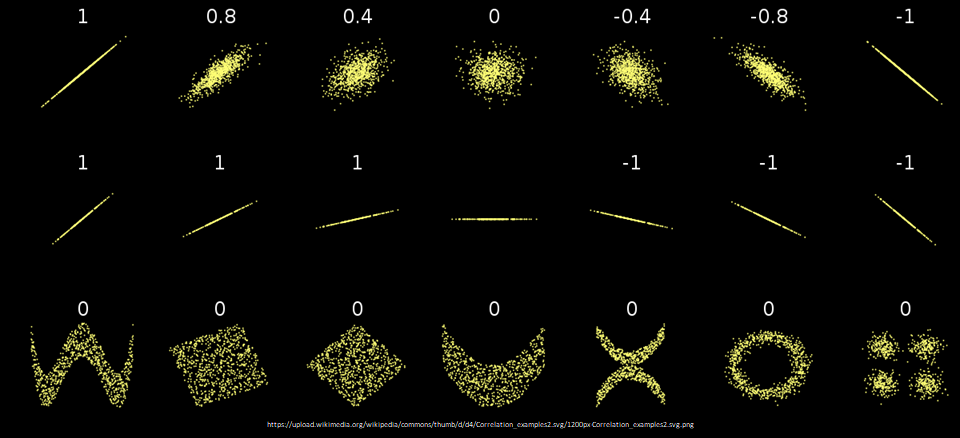 1 0.8 0.4 0 -0.4 -0.8 -1
1 1 1 -1 -1 -1
0 0 0 0 0 0 0
https://upload.wikimedia.org/wikipedia/commons/thumb/d/d4/Correlation_examples2.svg/1200px-Correlation_examples2.svg.png